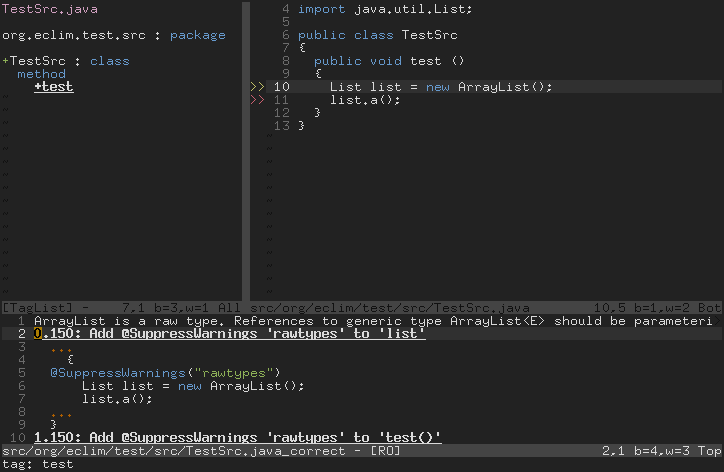 TestSrc.java
org.eclim.test.src : package
+TestSrc : class
method
+test
[TagList] -    7,1 b=3,w=1 All
4 import java.util.List;
5
6 public class TestSrc
7 {
8   public void test ()
9   {
>> 10     List list = new ArrayList();
>> 11     list.a();
12   }
13 }
src/org/eclim/test/src/TestSrc.java        10,5 b=1,w=2 Bot
1 ArrayList is a raw type. References to generic type ArrayList<E> should be parameteri
2 0.150: Add @SuppressWarnings 'rawtypes' to 'list'
3   ...
4     {
5   @SuppressWarnings("rawtypes")
6       List list = new ArrayList();
7       list.a();
8   ...
9   }
10 1.150: Add @SuppressWarnings 'rawtypes' to 'test()'
src/org/eclim/test/src/TestSrc.java_correct - [RO]        2,1 b=4,w=3 Top
tag: test